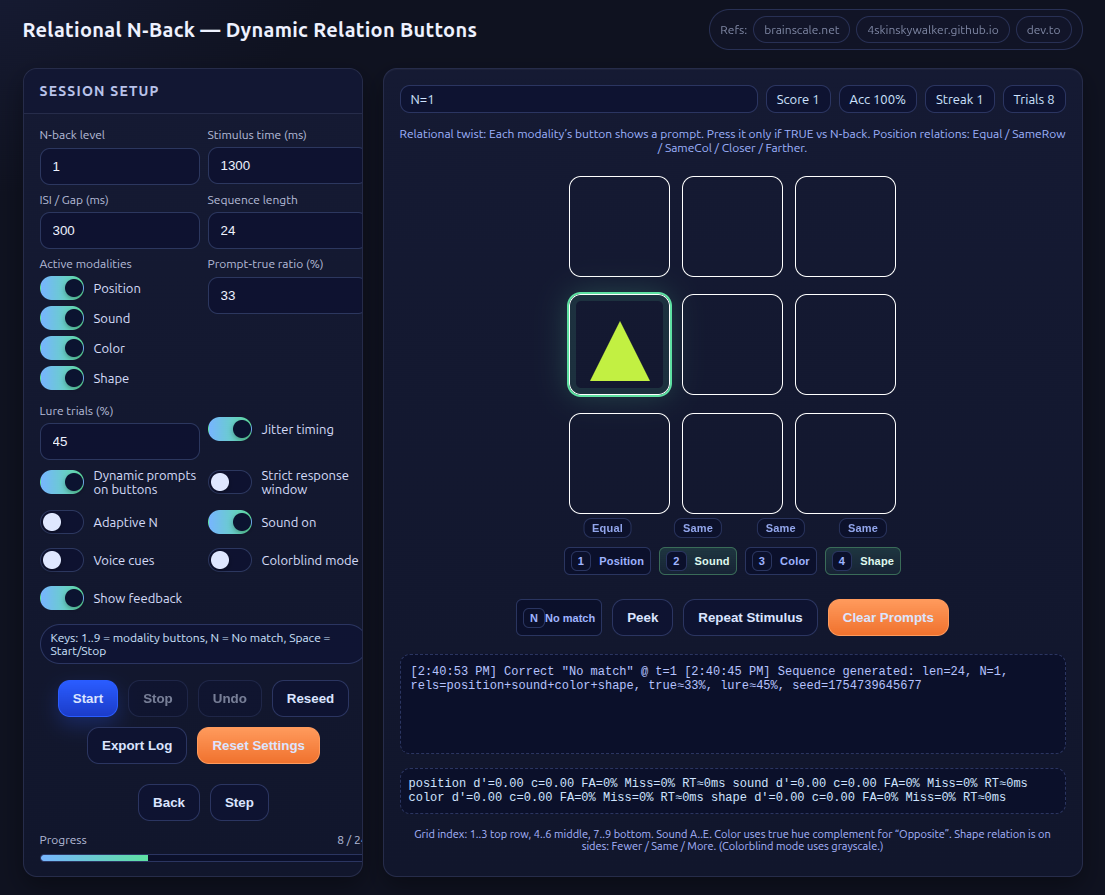 Relational N-Back — Dynamic Relation Buttons
Refs: brainscale.net 4skinskywalker.github.io dev.to
SESSION SETUP
N-back level
Stimulus time (ms)
1
1300
ISI / Gap (ms)
Sequence length
300
24
Active modalities
Prompt-true ratio (%)
Position
33
Sound
Color
Shape
Lure trials (%)
45
Jitter timing
Dynamic prompts
on buttons
Strict response
window
Adaptive N
Sound on
Voice cues
Colorblind mode
Show feedback
Keys: 1..9 = modality buttons, N = No match, Space =
Start/Stop
Start Stop Undo Reseed
Export Log Reset Settings
Back Step
Progress 8 / 2
N=1 Score 1 Acc 100% Streak 1 Trials 8
Relational twist: Each modality's button shows a prompt. Press it only if TRUE vs N-back. Position relations: Equal / SameRow
/ SameCol / Closer / Farther.
Equal Same Same Same
1 Position 2 Sound 3 Color 4 Shape
N No match Peek Repeat Stimulus Clear Prompts
[2:40:53 PM] Correct "No match" @ t=1 [2:40:45 PM] Sequence generated: len=24, N=1,
rels=position+sound+color+shape, true≈33%, lure≈45%, seed=1754739645677
position d'=0.00 c=0.00 FA=0% Miss=0% RT≈0ms sound d'=0.00 c=0.00 FA=0% Miss=0% RT≈0ms
color d'=0.00 c=0.00 FA=0% Miss=0% RT≈0ms shape d'=0.00 c=0.00 FA=0% Miss=0% RT≈0ms
Grid index: 1..3 top row, 4..6 middle, 7..9 bottom. Sound A..E. Color uses true hue complement for “Opposite”. Shape relation is on
sides: Fewer / Same / More. (Colorblind mode uses grayscale.)